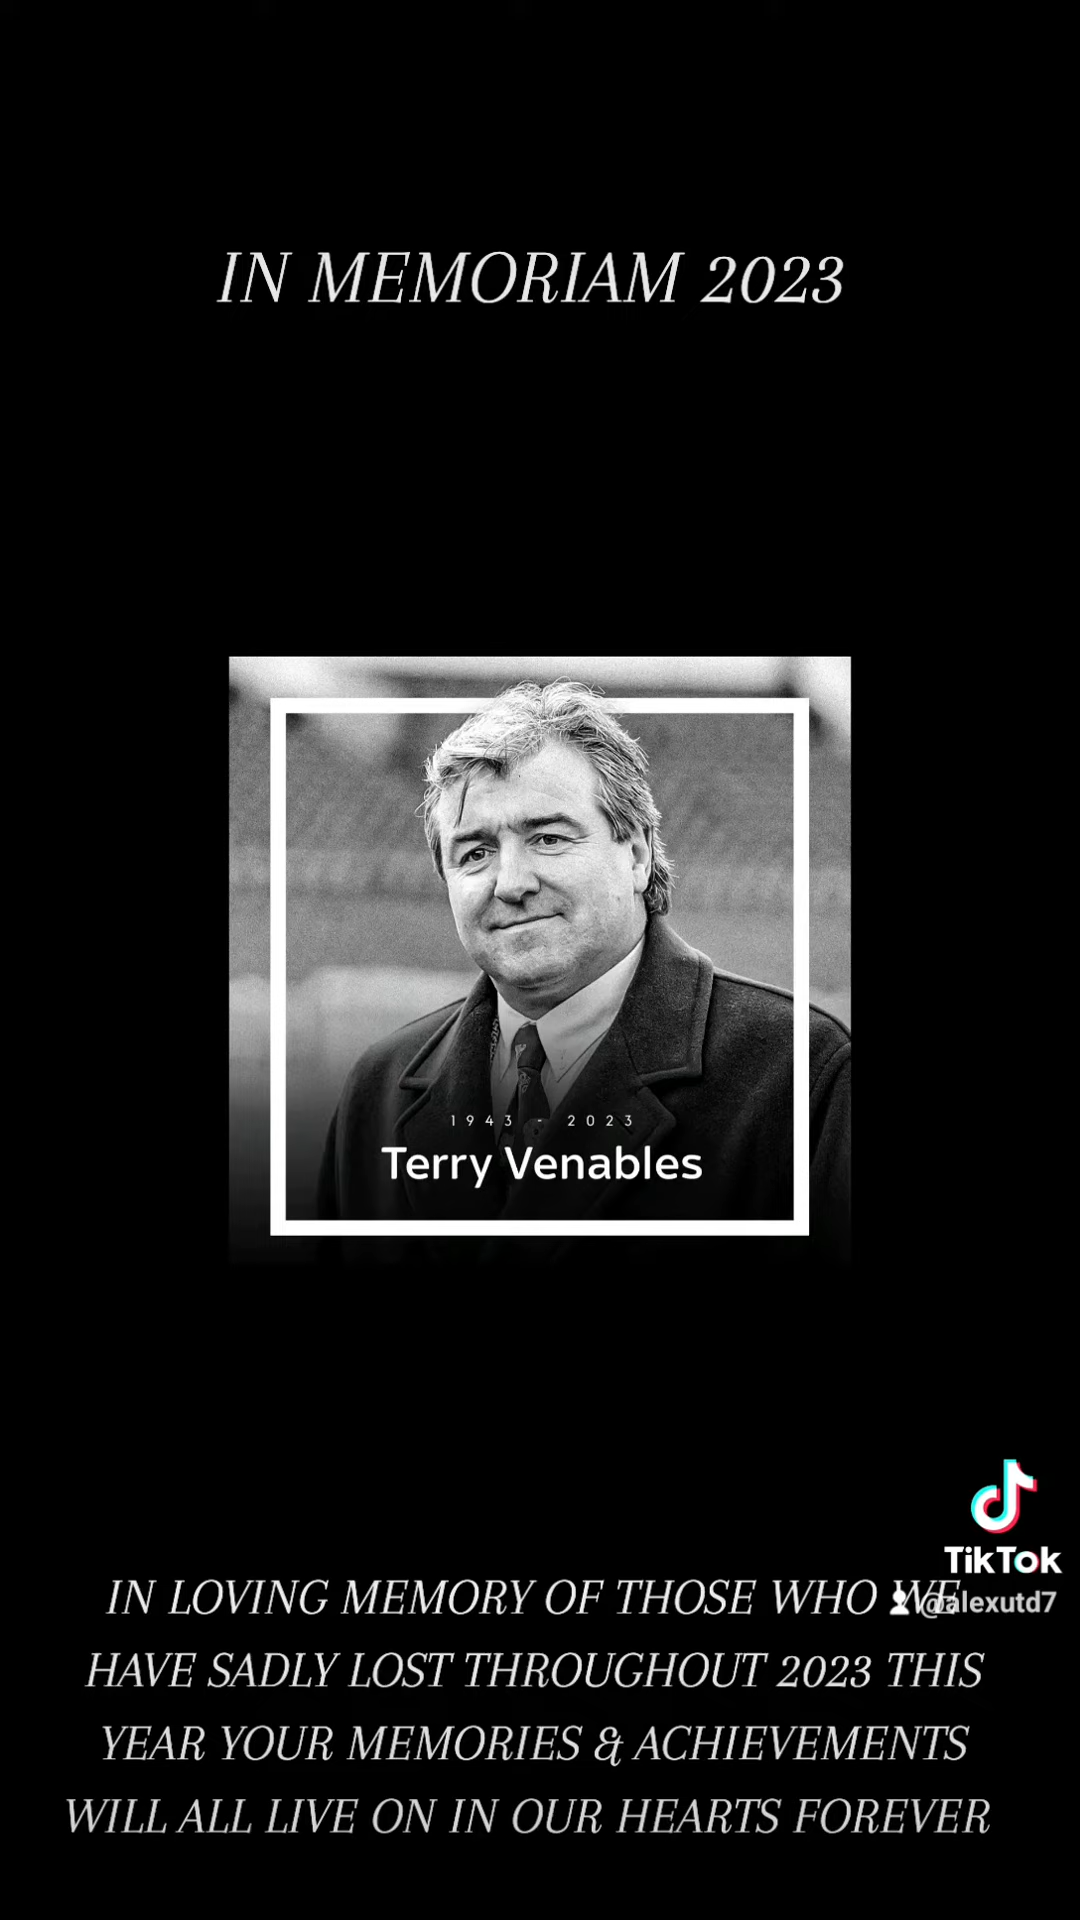 IN MEMORIAM 2023
1943 - 2023
Terry Venables
TikTok
@alexutd7
IN LOVING MEMORY OF THOSE WHO WE
HAVE SADLY LOST THROUGHOUT 2023 THIS
YEAR YOUR MEMORIES & ACHIEVEMENTS
WILL ALL LIVE ON IN OUR HEARTS FOREVER